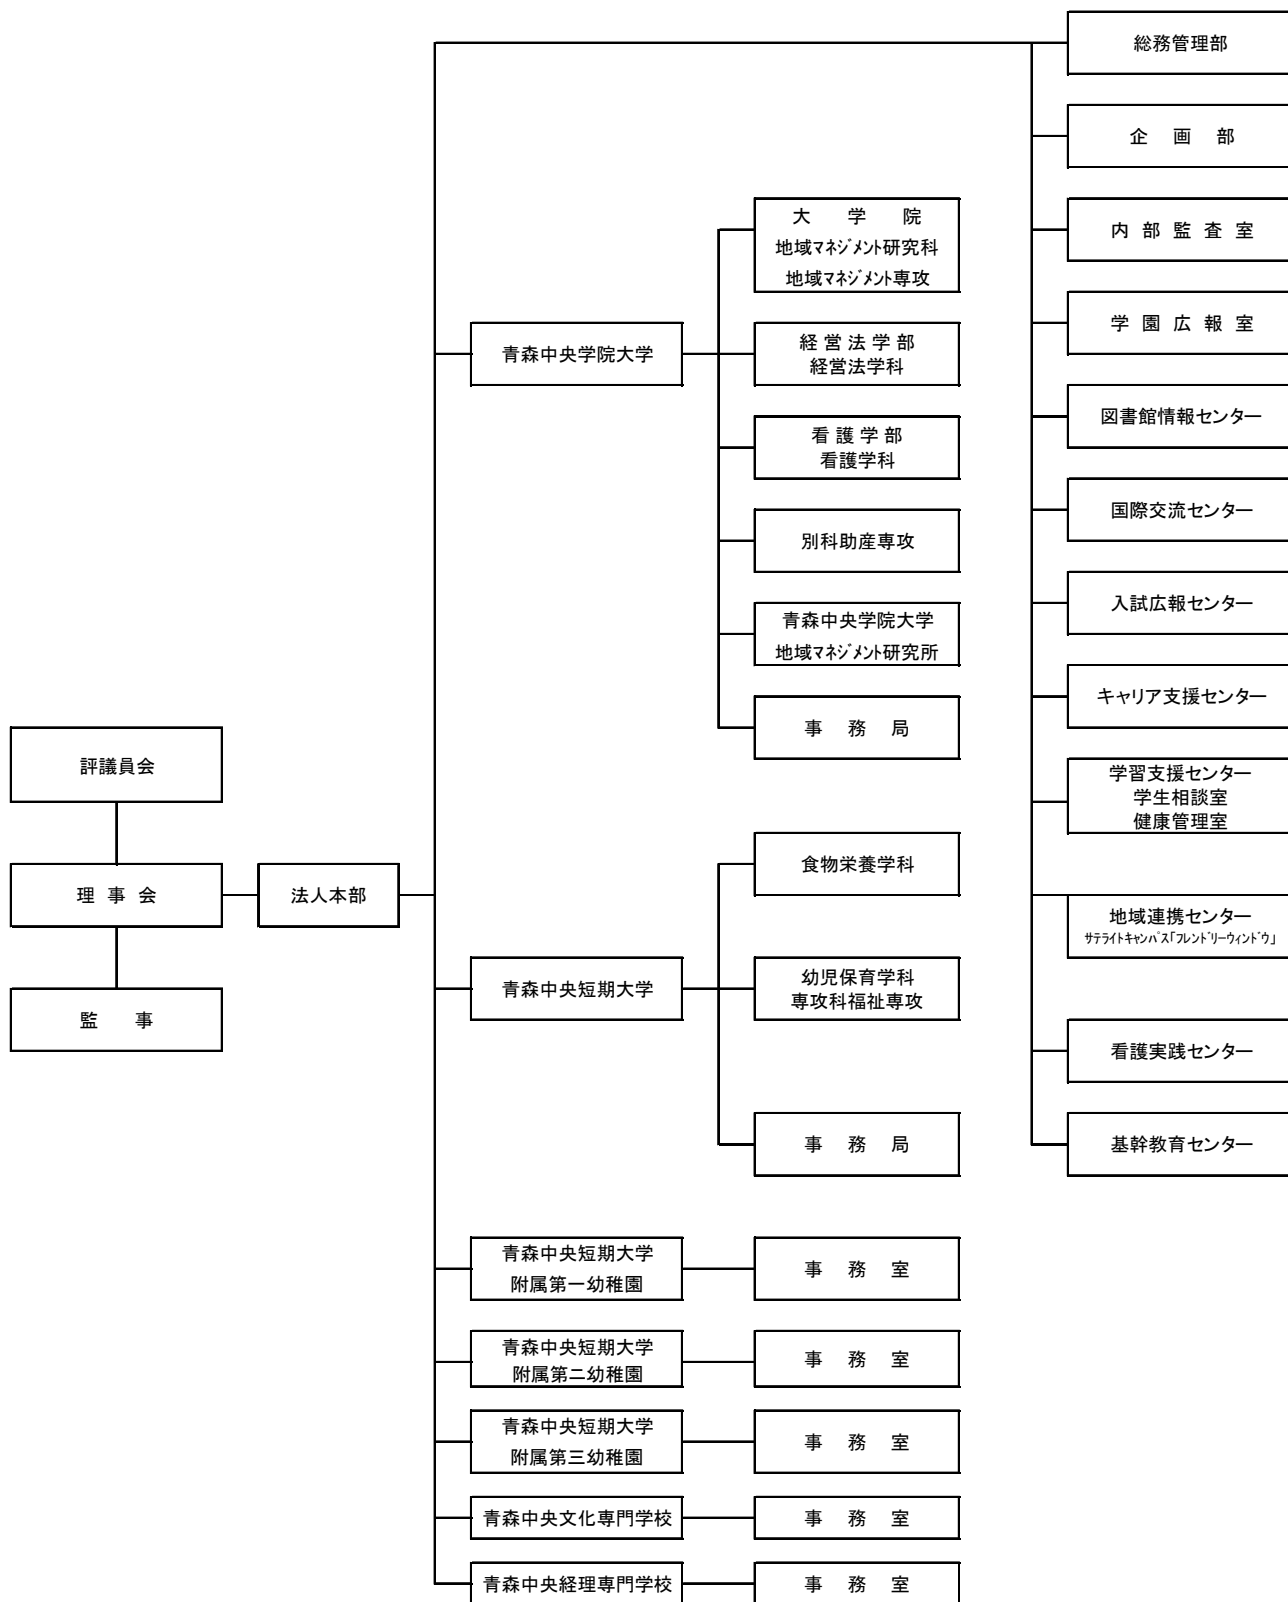 総務管理部
企　画　部
内 部 監 査 室
学 園 広 報 室
図書館情報センター
国際交流センター
入試広報センター
キャリア支援センター
学習支援センター
学生相談室
健康管理室
地域連携センター
ｻﾃﾗｲﾄｷｬﾝﾊﾟｽ｢ﾌﾚﾝﾄﾞﾘｰｳｨﾝﾄﾞｳ｣
看護実践センター
基幹教育センター
大　学　院
地域ﾏﾈｼﾞﾒﾝﾄ研究科
地域ﾏﾈｼﾞﾒﾝﾄ専攻
青森中央学院大学
経 営 法 学 部
経営法学科
看 護 学 部
看護学科
別科助産専攻
青森中央学院大学
地域ﾏﾈｼﾞﾒﾝﾄ研究所
事　務　局
評議員会
理 事 会
監　事
法人本部
食物栄養学科
青森中央短期大学
幼児保育学科
専攻科福祉専攻
事　務　局
青森中央短期大学
附属第一幼稚園
事　務　室
青森中央短期大学
附属第二幼稚園
事　務　室
青森中央短期大学
附属第三幼稚園
事　務　室
青森中央文化専門学校
事　務　室
青森中央経理専門学校
事　務　室